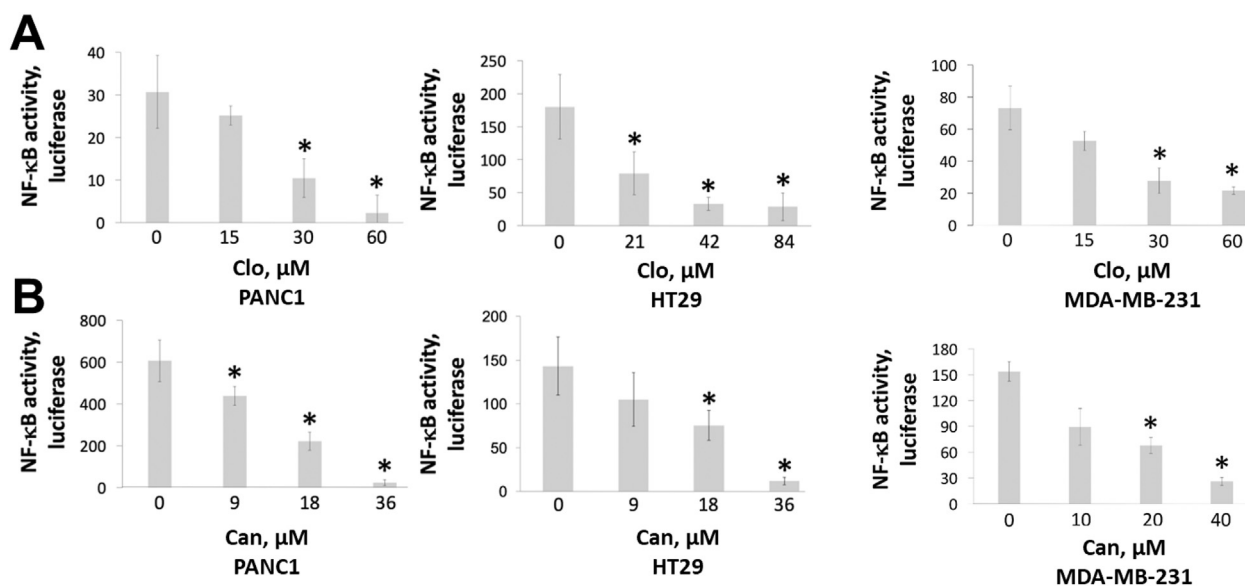 A
NF-κB activity,
luciferase
40
30
20
10
0
*
*
0 15 30 60
Clo, μM
PANC1
NF-κB activity,
luciferase
250
200
150
100
50
0
*
*
*
0 21 42 84
Clo, μM
HT29
NF-κB activity,
luciferase
100
80
60
40
20
0
*
*
0 15 30 60
Clo, μM
MDA-MB-231
B
NF-κB activity,
luciferase
800
600
400
200
0
*
*
*
0 9 18 36
Can, μM
PANC1
NF-κB activity,
luciferase
200
150
100
50
0
*
*
0 9 18 36
Can, μM
HT29
NF-κB activity,
luciferase
180
150
120
90
60
30
0
*
*
0 10 20 40
Can, μM
MDA-MB-231